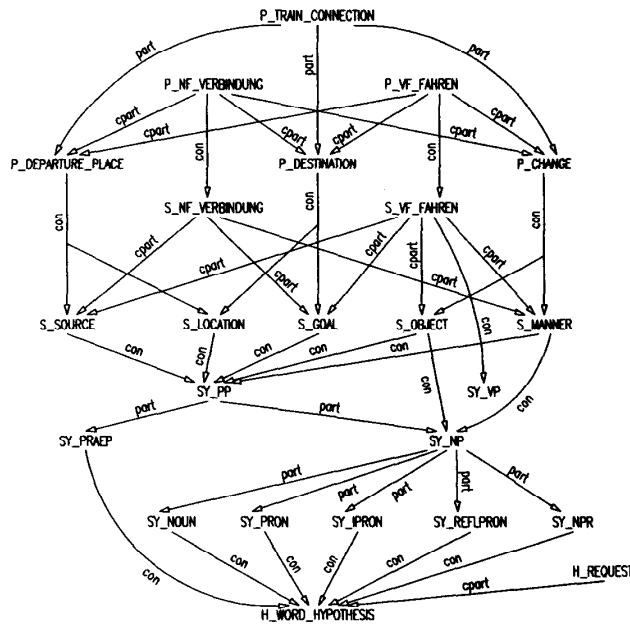 P_TRAIN_CONNECTION
part
part
part
P_NF_VERBINDUNG
P_VF_FAHREN
cpart
cpart
cpart
cpart
cpart
cpart
P_DEPARTURE_PLACE
con
P_DESTINATION
con
P_CHANGE
con
con
con
S_NF_VERBINDUNG
S_VF_FAHREN
cpart
cpart
cpart
cpart
cpart
cpart
cpart
S_SOURCE
S_LOCATION
S_GOAL
S_OBJECT
S_MANNER
con
con
con
con
con
con
con
con
SY_PP
SY_VP
part
part
SY_PRAEP
SY_NP
part
part
part
part
part
SY_NOUN
SY_PRON
SY_IPRON
SY_REFLPRON
SY_NPR
con
con
con
con
con
con
cpart
H_REQUEST
H_WORD_HYPOTHESIS